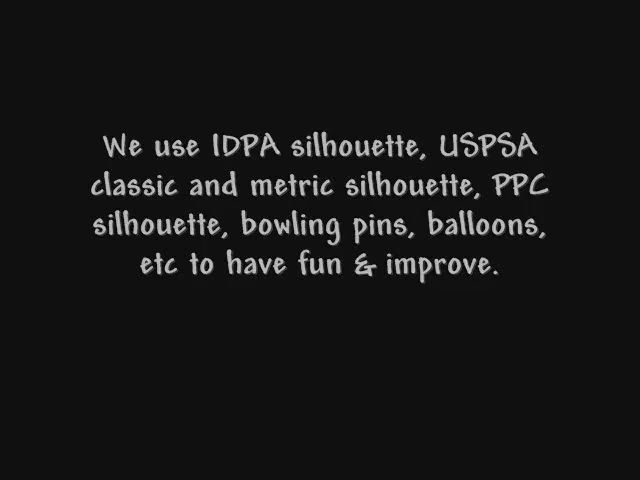 We use IDPA silhouette, USPSA
classic and metric silhouette, PPC
silhouette, bowling pins, balloons,
etc to have fun & improve.